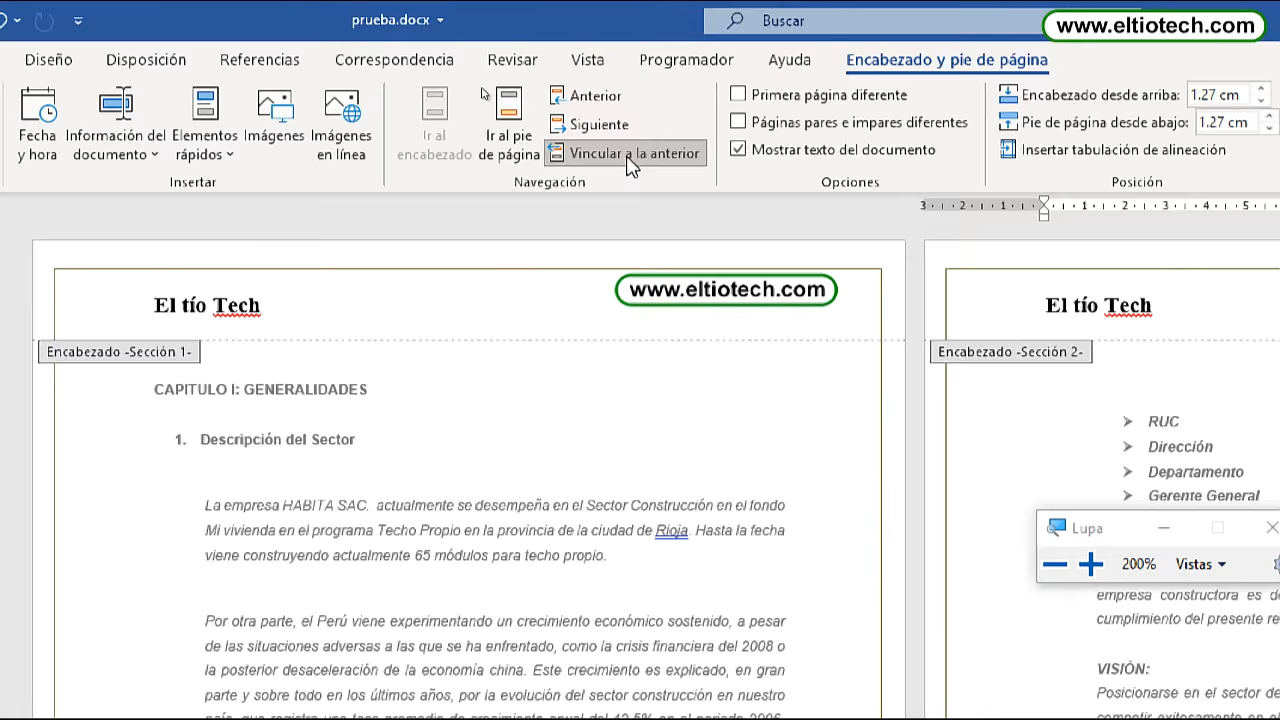 prueba.docx
Buscar
www.eltiotech.com
Diseño Disposición Referencias Correspondencia Revisar Vista Programador Ayuda Encabezado y pie de página
Fecha y hora
Información del documento
Elementos rápidos
Imágenes
Imágenes en línea
Insertar
Ir al encabezado
Ir al pie de página
Anterior
Siguiente
Vincular a la anterior
Navegación
Primera página diferente
Páginas pares e impares diferentes
Mostrar texto del documento
Opciones
Encabezado desde arriba: 1.27 cm
Pie de página desde abajo: 1.27 cm
Insertar tabulación de alineación
Posición
3 2 1 1 2 3 4 5
El tío Tech
www.eltiotech.com
Encabezado -Sección 1-
CAPITULO I: GENERALIDADES
1. Descripción del Sector
La empresa HABITA SAC. actualmente se desempeña en el Sector Construcción en el fondo
Mi vivienda en el programa Techo Propio en la provincia de la ciudad de Rioja. Hasta la fecha
viene construyendo actualmente 65 módulos para techo propio.
Por otra parte, el Perú viene experimentando un crecimiento económico sostenido, a pesar
de las situaciones adversas a las que se ha enfrentado, como la crisis financiera del 2008 o
la posterior desaceleración de la economía china. Este crecimiento es explicado, en gran
parte y sobre todo en los últimos años, por la evolución del sector construcción en nuestro
El tío Tech
Encabezado -Sección 2-
➢ RUC
➢ Dirección
➢ Departamento
➢ Gerente General
Lupa
200% Vistas
empresa constructora es
cumplimiento del presente
VISIÓN:
Posicionarse en el sector